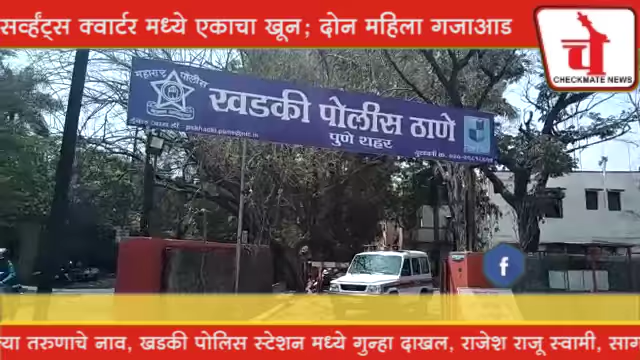 सर्व्हंट्स क्वार्टर मध्ये एकाचा खून; दोन महिला गजाआड
CHECKMATE NEWS
महाराष्ट्र पोलीस
खडकी पोलीस ठाणे
पुणे शहर
f
तरुणाचे नाव, खडकी पोलिस स्टेशन मध्ये गुन्हा दाखल, राजेश राजू स्वामी,